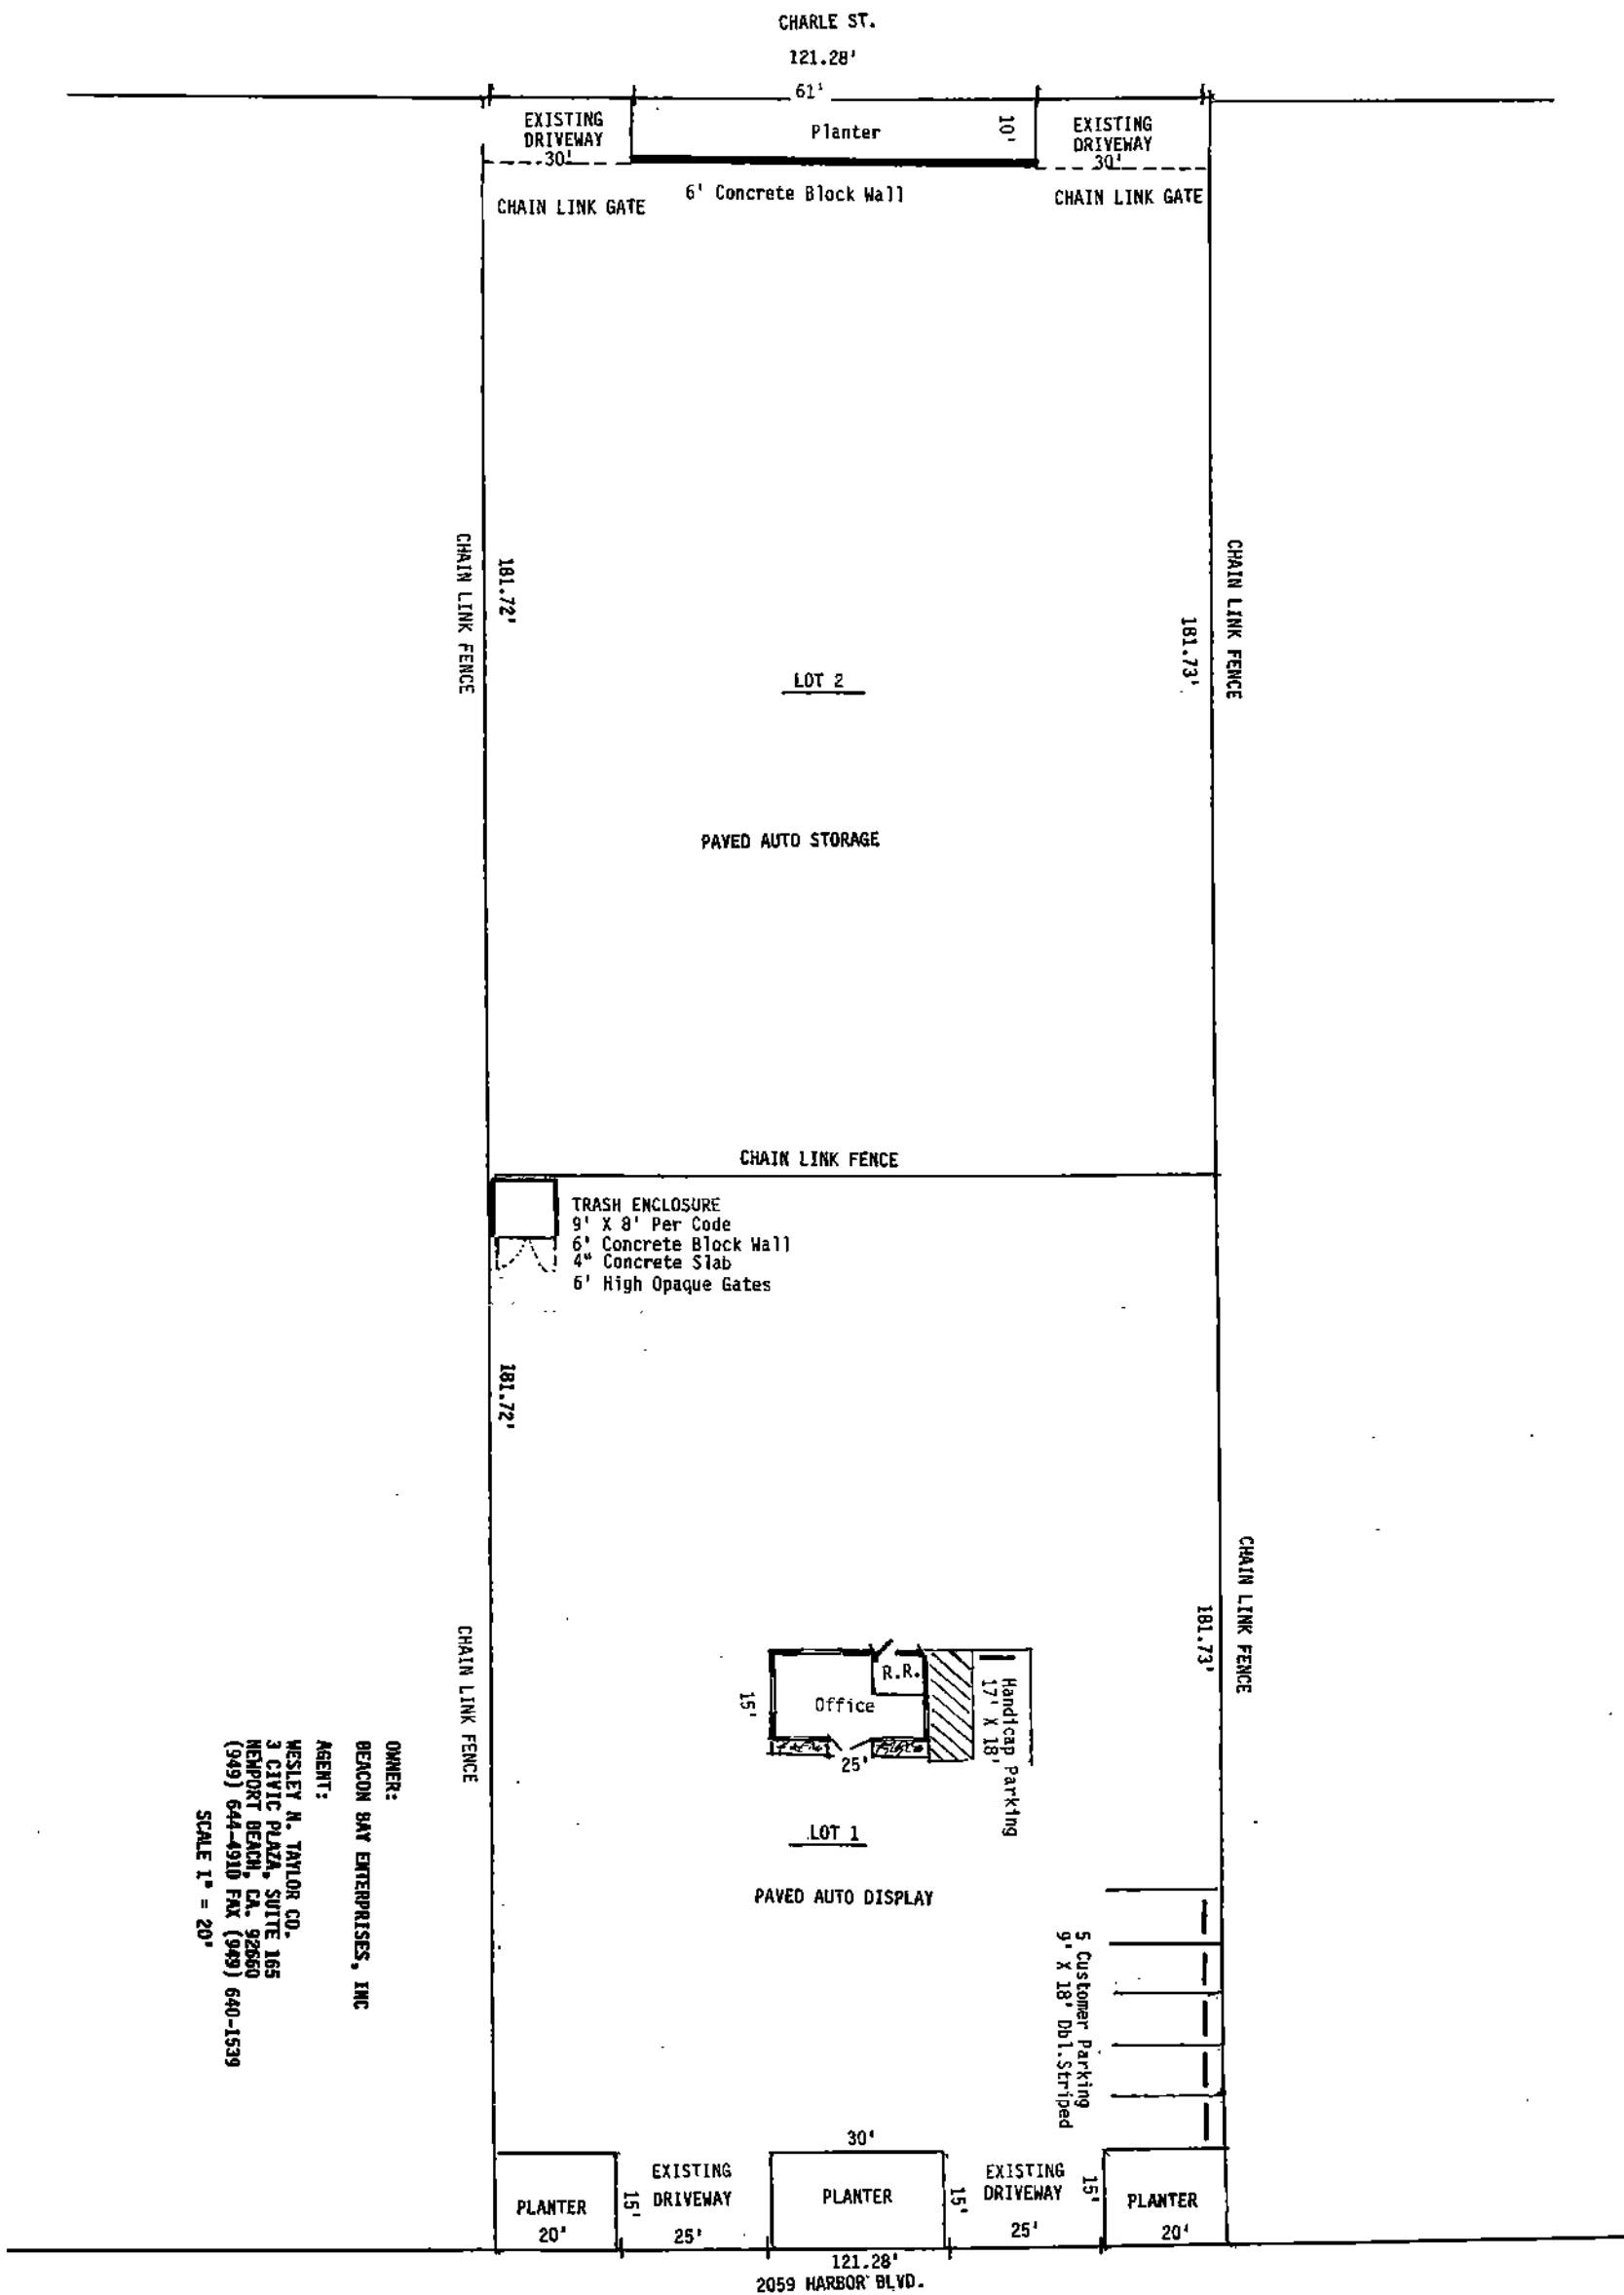 CHARLE ST.
121.28'
61'
EXISTING
DRIVEWAY
30'
Planter
10'
EXISTING
DRIVEWAY
30'
CHAIN LINK GATE
6' Concrete Block Wall
CHAIN LINK GATE
CHAIN LINK FENCE
181.72'
181.73'
CHAIN LINK FENCE
LOT 2
PAVED AUTO STORAGE
CHAIN LINK FENCE
TRASH ENCLOSURE
9' X 8' Per Code
6' Concrete Block Wall
4" Concrete Slab
6' High Opaque Gates
181.72'
CHAIN LINK FENCE
181.73'
CHAIN LINK FENCE
R.R.
Office
15'
25'
Handicap Parking
17' X 18'
LOT 1
PAVED AUTO DISPLAY
5 Customer Parking
9' X 18' Dbl.Striped
OWNER:
BEACON BAY ENTERPRISES, INC
AGENT:
WESLEY N. TAYLOR CO.
3 CIVIC PLAZA, SUITE 165
NEWPORT BEACH, CA. 92660
(949) 644-4910 FAX (949) 640-1539
SCALE 1" = 20'
PLANTER
20'
15'
EXISTING
DRIVEWAY
25'
30'
PLANTER
15'
EXISTING
DRIVEWAY
25'
15'
PLANTER
20'
121.28'
2059 HARBOR BLVD.